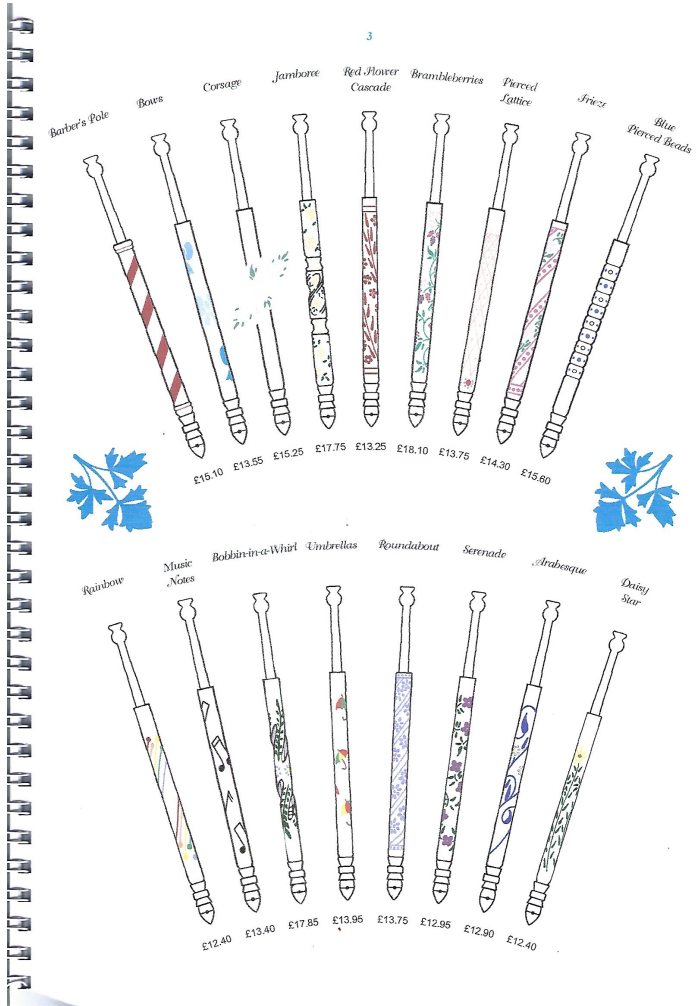 3
Barber's Pole
Bows
Corsage
Jamboree
Red Flower
Cascade
Brambleberries
Pierced
Lattice
Frieze
Blue
Pierced Beads
£15.10
£13.55
£15.25
£17.75
£13.25
£18.10
£13.75
£14.30
£15.60
Rainbow
Music
Notes
Bobbin-in-a-Whirl
Umbrellas
Roundabout
Serenade
Arabesque
Daisy
Star
£12.40
£13.40
£17.85
£13.95
£13.75
£12.95
£12.90
£12.40